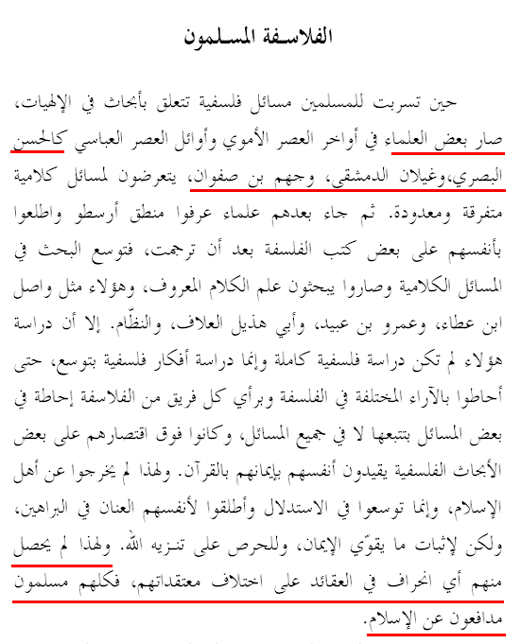 الفلاسفة المسلمون
حين تسربت للمسلمين مسائل فلسفية تتعلق بأبحاث في الإلهيات،
صار بعض العلماء في أواخر العصر الأموي وأوائل العصر العباسي كالحسن
البصري،وغيلان الدمشقى، وجهم بن صفوان، يتعرضون لمسائل كلامية
متفرقة ومعدودة. ثم جاء بعدهم علماء عرفوا منطق أرسطو واطلعوا
بأنفسهم على بعض كتب الفلسفة بعد أن ترجمت، فتوسع البحث في
المسائل الكلامية وصاروا يبحثون علم الكلام المعروف، وهؤلاء مثل واصل
ابن عطاء، وعمرو بن عبيد، وأبي هذيل العلاف، والنظّام. إلا أن دراسة
هؤلاء لم تكن دراسة فلسفية كاملة وإنما دراسة أفكار فلسفية بتوسع، حتى
أحاطوا بالآراء المختلفة في الفلسفة وبرأي كل فريق من الفلاسفة إحاطة في
بعض المسائل بتتبعها لا في جميع المسائل، وكانوا فوق اقتصارهم على بعض
الأبحاث الفلسفية يقيدون أنفسهم بإيمانهم بالقرآن. ولهذا لم يخرجوا عن أهل
الإسلام، وإنما توسعوا في الاستدلال وأطلقوا لأنفسهم العنان في البراهين،
ولكن لإثبات ما يقوّي الإيمان، وللحرص على تنـزيه الله. ولهذا لم يحصل
منهم أي انحراف في العقائد على اختلاف معتقداتهم، فكلهم مسلمون
مدافعون عن الإسلام.